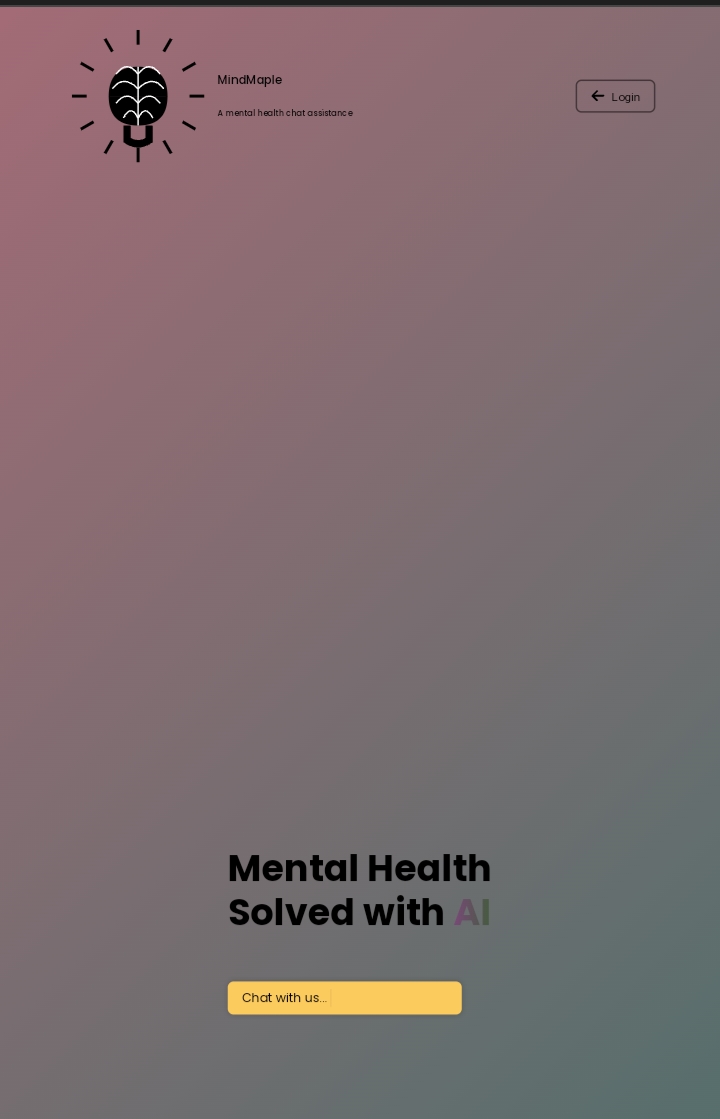 MindMaple
A mental health chat assistance
Login
Mental Health
Solved with AI
Chat with us...